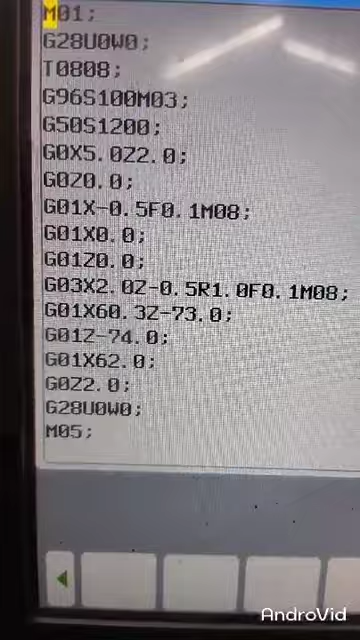 M01;
G28U0W0;
T0808;
G96S100M03;
G50S1200;
G0X5.0Z2.0;
G0Z0.0;
G01X-0.5F0.1M08;
G01X0.0;
G01Z0.0;
G03X2.0Z-0.5R1.0F0.1M08;
G01X60.3Z-73.0;
G01Z-74.0;
G01X62.0;
G0Z2.0;
G28U0W0;
M05;
AndroVid